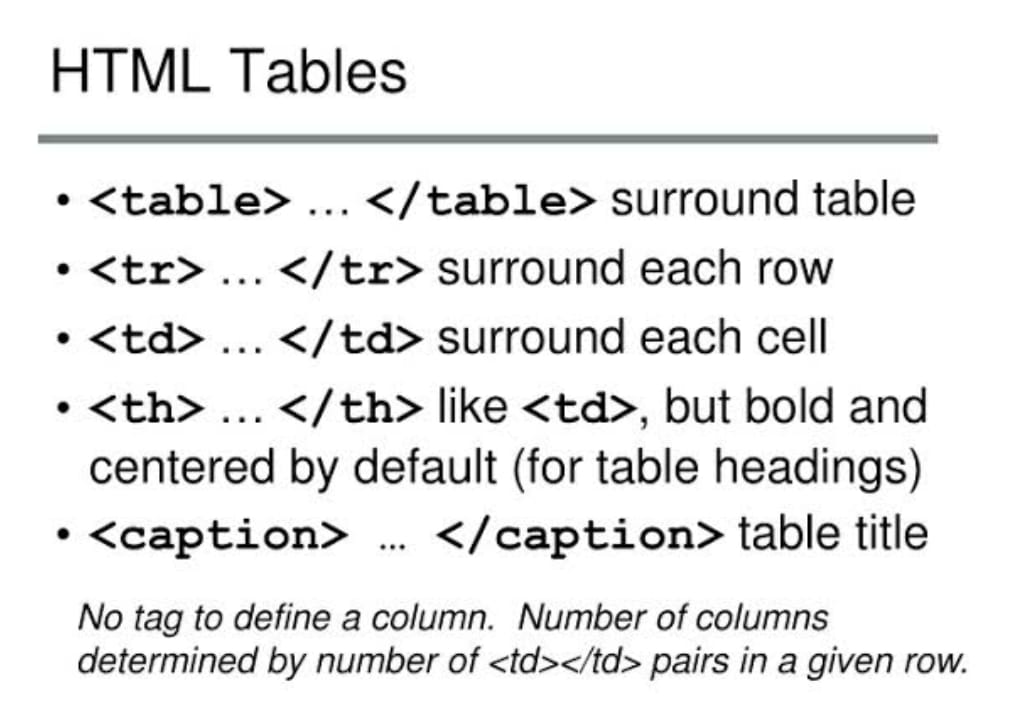 HTML Tables
• <table> … </table> surround table
• <tr> … </tr> surround each row
• <td> … </td> surround each cell
• <th> … </th> like <td>, but bold and
centered by default (for table headings)
• <caption> … </caption> table title
No tag to define a column. Number of columns
determined by number of <td></td> pairs in a given row.